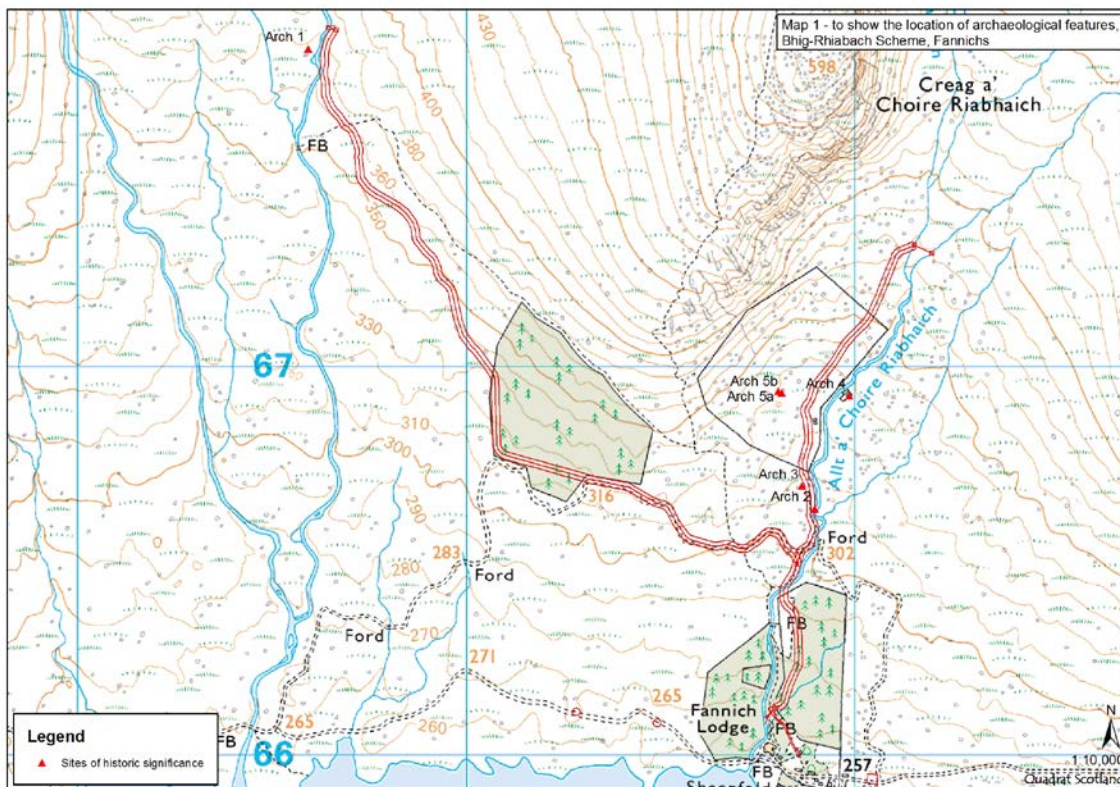 Map 1 - to show the location of archaeological features,
Bhig-Rhiabach Scheme, Fannichs
430
Arch 1
598
Creag a'
Choire Riabhaich
400
FB
380
360
350
330
67
Allt a' Choire Riabhaich
Arch 5b
Arch 4
Arch 5a
310
300
Arch 3
316
290
Arch 2
Ford
283
302
280
Ford
Ford
270
FB
271
265
Fannich
Lodge
FB
265
260
FB
66
FB
257
N
1:10,000
Quadrat Scotland
Legend
Sites of historic significance